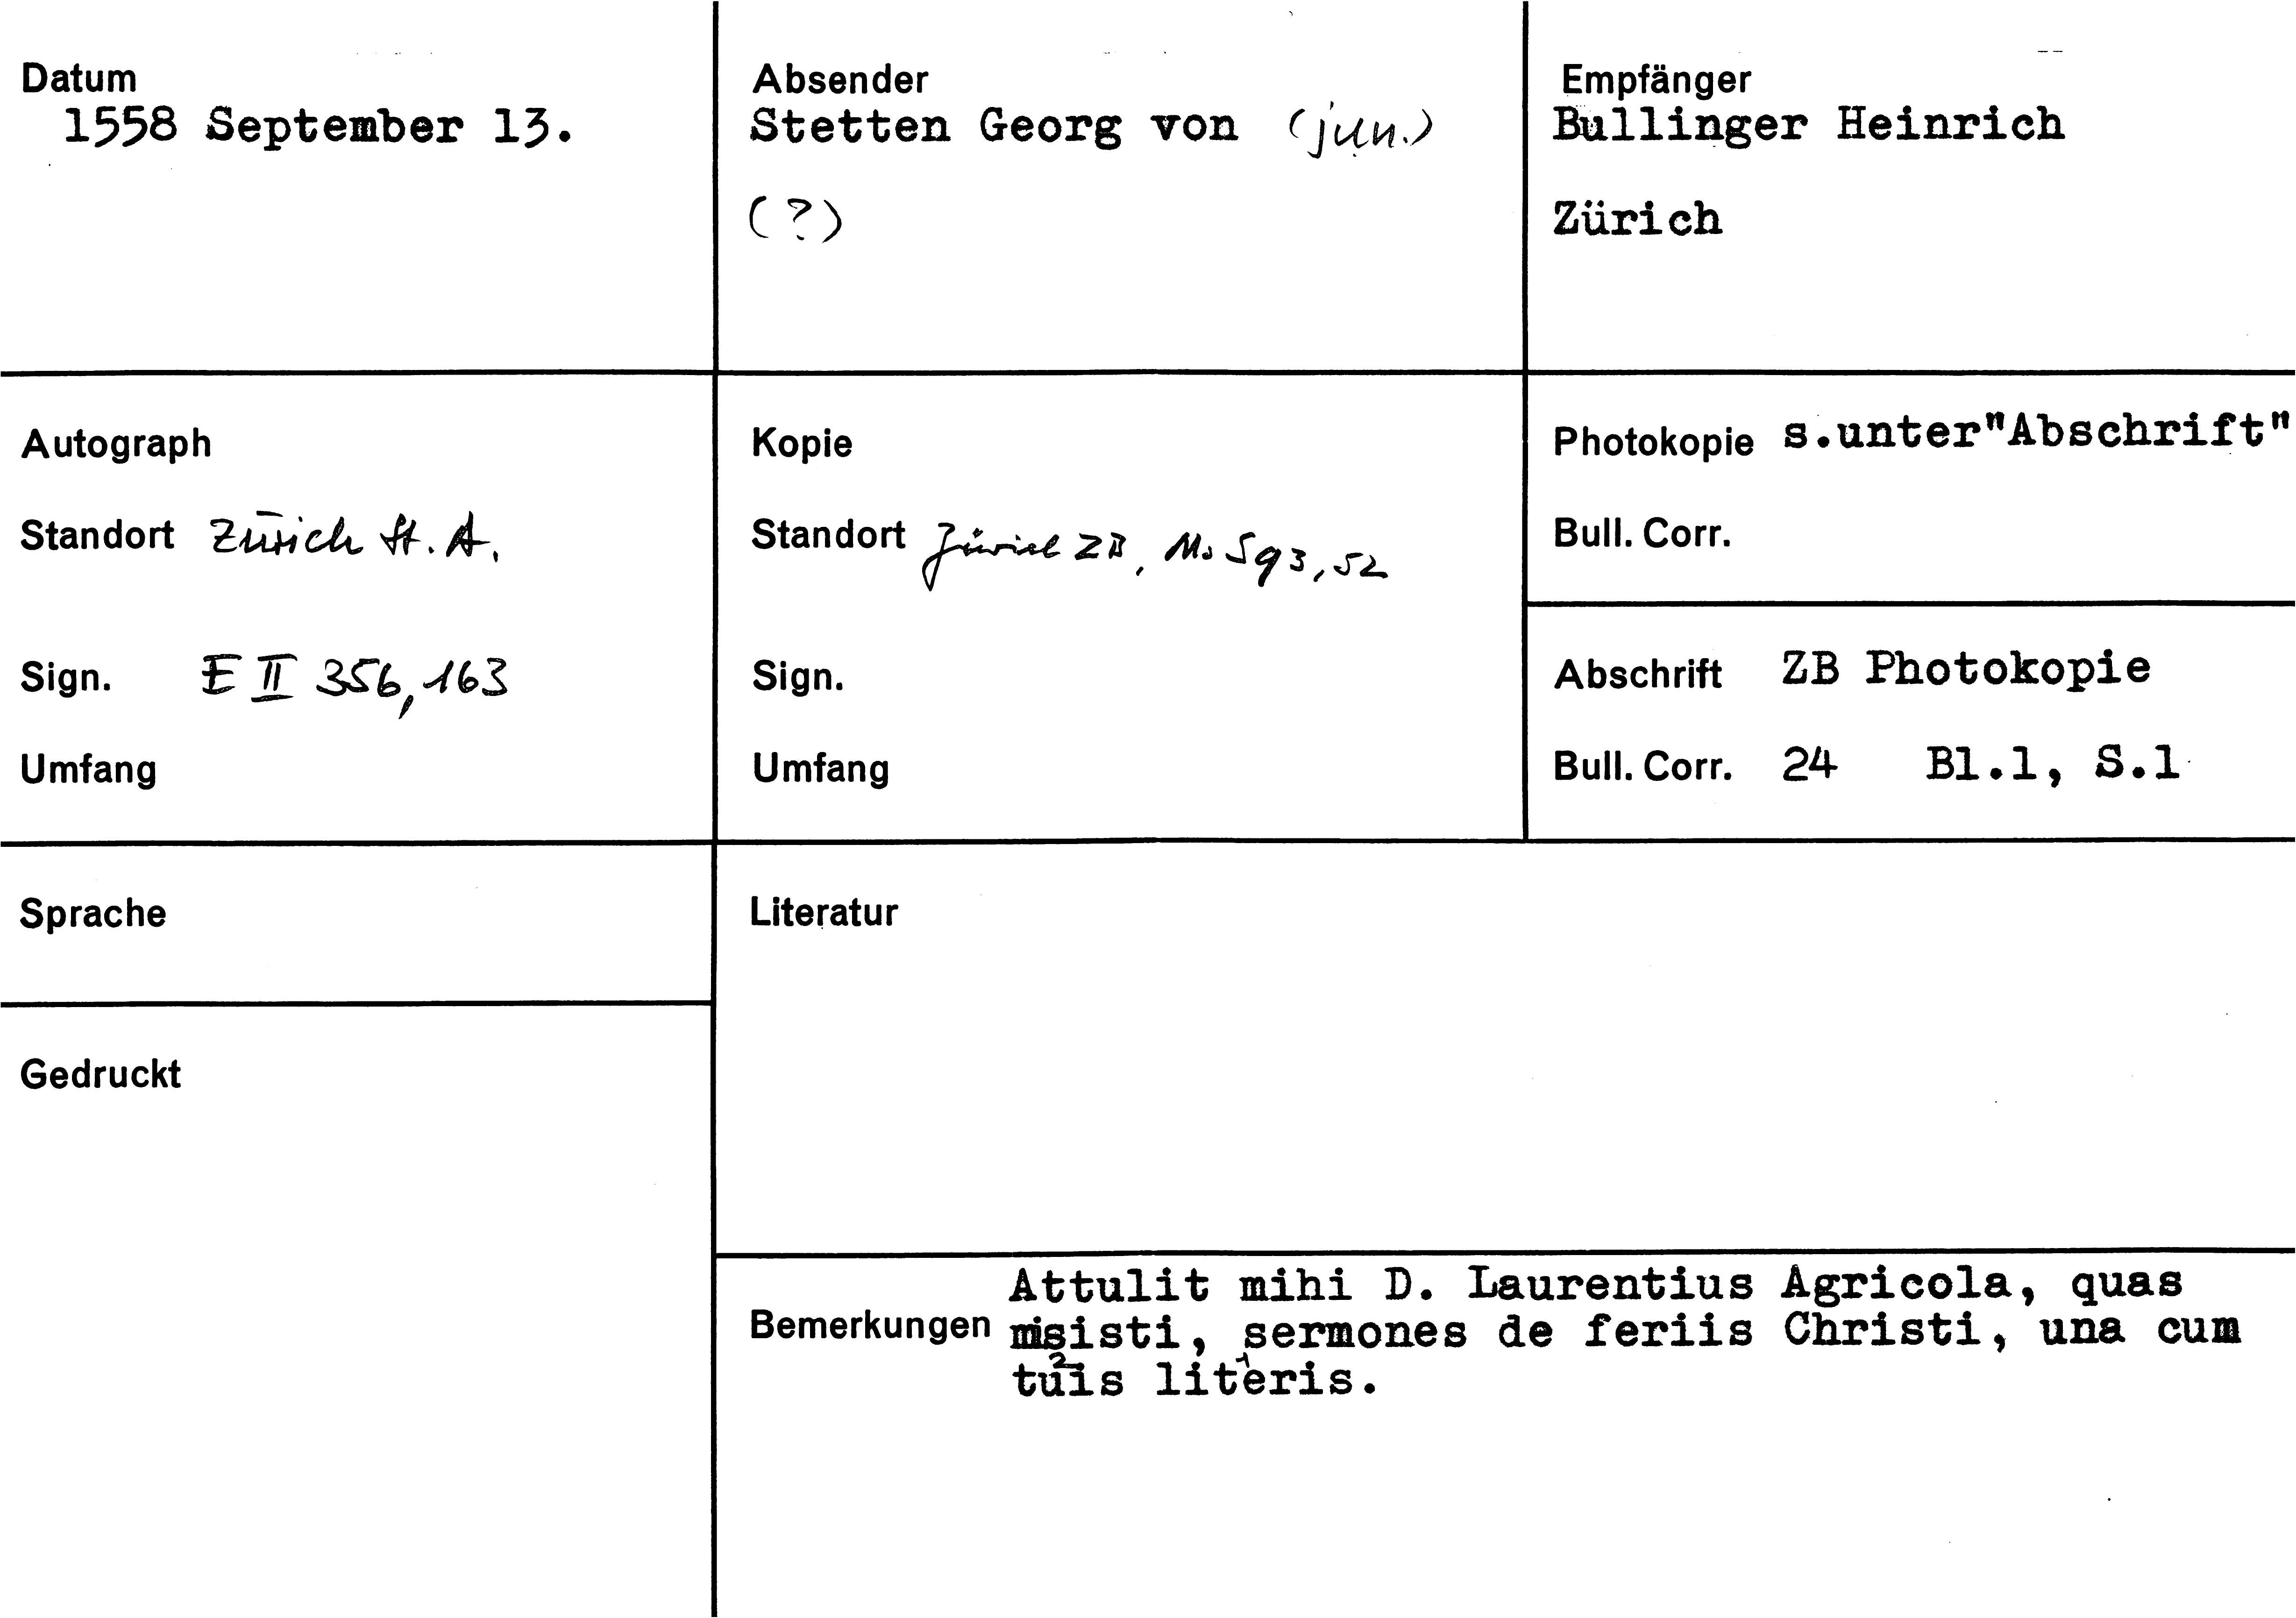 Datum
1558 September 13.
Absender
Stetten Georg von (jun.)
(?)
Empfänger
Bullinger Heinrich
Zürich
Autograph
Standort Zürich St. A.
Sign. E II 356, 163
Umfang
Kopie
Standort Zürich ZB, Ms S 93, 52
Sign.
Umfang
Photokopie s.unter"Abschrift"
Bull. Corr.
Abschrift ZB Photokopie
Bull. Corr. 24 Bl.1, S.1
Sprache
Gedruckt
Literatur
Bemerkungen
Attulit mihi D. Laurentius Agricola, quas
misisti, sermones de feriis Christi, una cum
tuis 2 literis 1.